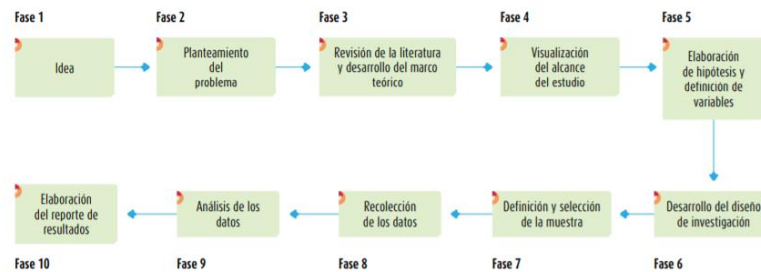 Fase 1
Idea
Fase 2
Planteamiento
del
problema
Fase 3
Revisión de la literatura
y desarrollo del marco
teórico
Fase 4
Visualización
del alcance
del estudio
Fase 5
Elaboración
de hipótesis y
definición de
variables
Desarrollo del diseño
de investigación
Fase 6
Definición y selección
de la muestra
Fase 7
Recolección
de los datos
Fase 8
Análisis de los
datos
Fase 9
Elaboración
del reporte de
resultados
Fase 10